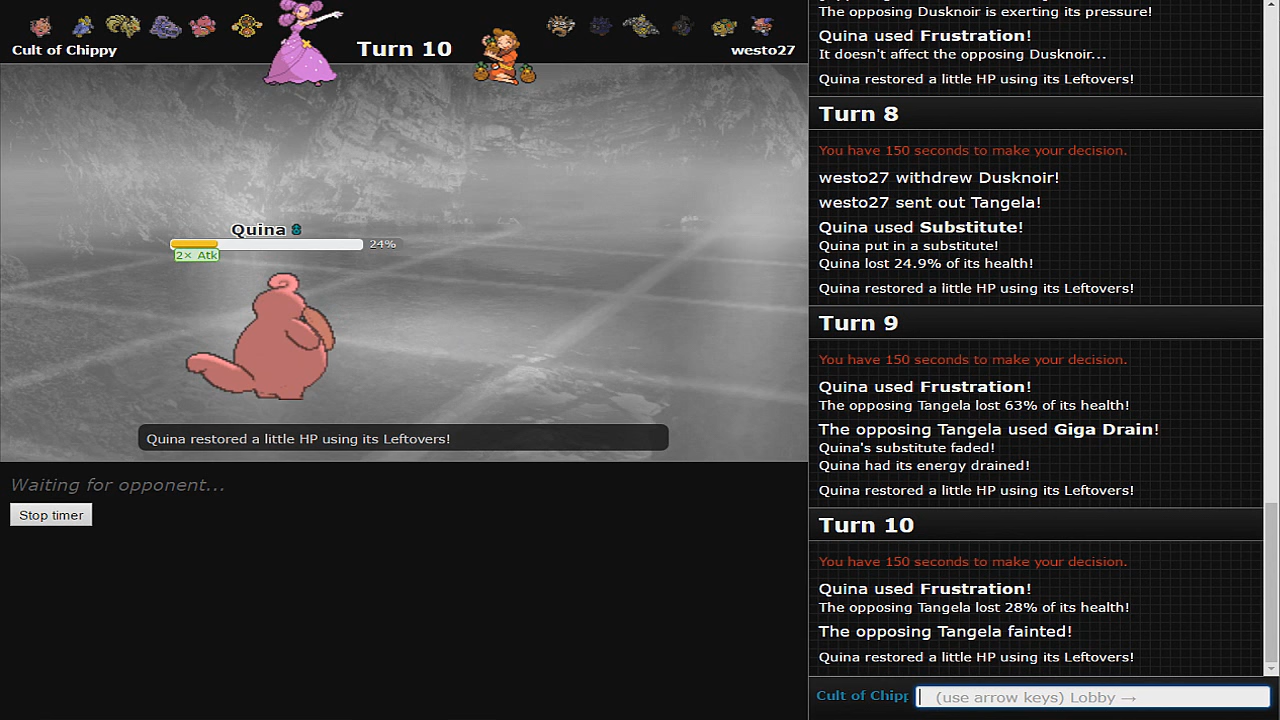 Cult of Chippy
Turn 10
westo27
Quina
24%
2× Atk
Quina restored a little HP using its Leftovers!
Waiting for opponent...
Stop timer
The opposing Dusknoir is exerting its pressure!
Quina used Frustration!
It doesn't affect the opposing Dusknoir...
Quina restored a little HP using its Leftovers!
Turn 8
You have 150 seconds to make your decision.
westo27 withdrew Dusknoir!
westo27 sent out Tangela!
Quina used Substitute!
Quina put in a substitute!
Quina lost 24.9% of its health!
Quina restored a little HP using its Leftovers!
Turn 9
You have 150 seconds to make your decision.
Quina used Frustration!
The opposing Tangela lost 63% of its health!
The opposing Tangela used Giga Drain!
Quina's substitute faded!
Quina had its energy drained!
Quina restored a little HP using its Leftovers!
Turn 10
You have 150 seconds to make your decision.
Quina used Frustration!
The opposing Tangela lost 28% of its health!
The opposing Tangela fainted!
Quina restored a little HP using its Leftovers!
Cult of Chipp
(use arrow keys) Lobby →